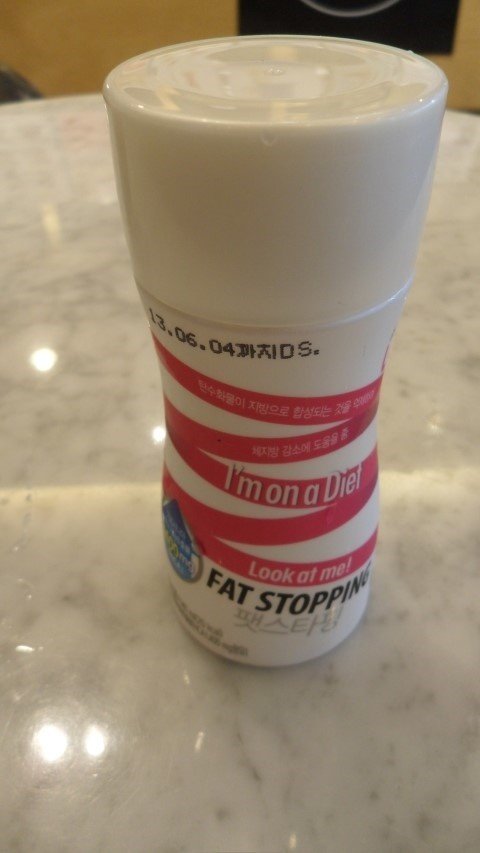 13.06.04까지DS.
탄수화물이 지방으로 합성되는 것을 억제하여
체지방 감소에 도움을 줌
I'm on a Diet
Look at me!
FAT STOPPING
팻스타핑